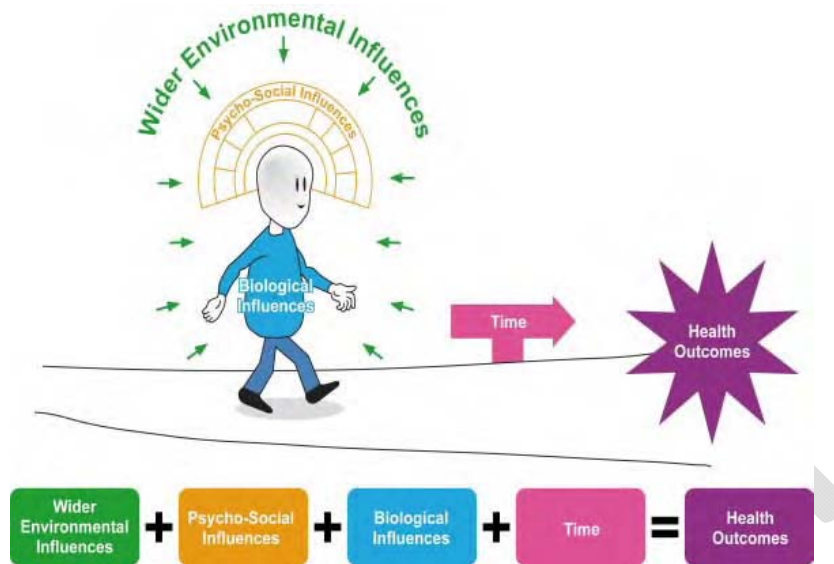 Wider Environmental Influences
Psycho-Social Influences
Biological
Influences
Time
Health
Outcomes
Wider
Environmental
Influences
+
Psycho-Social
Influences
+
Biological
Influences
+
Time
=
Health
Outcomes